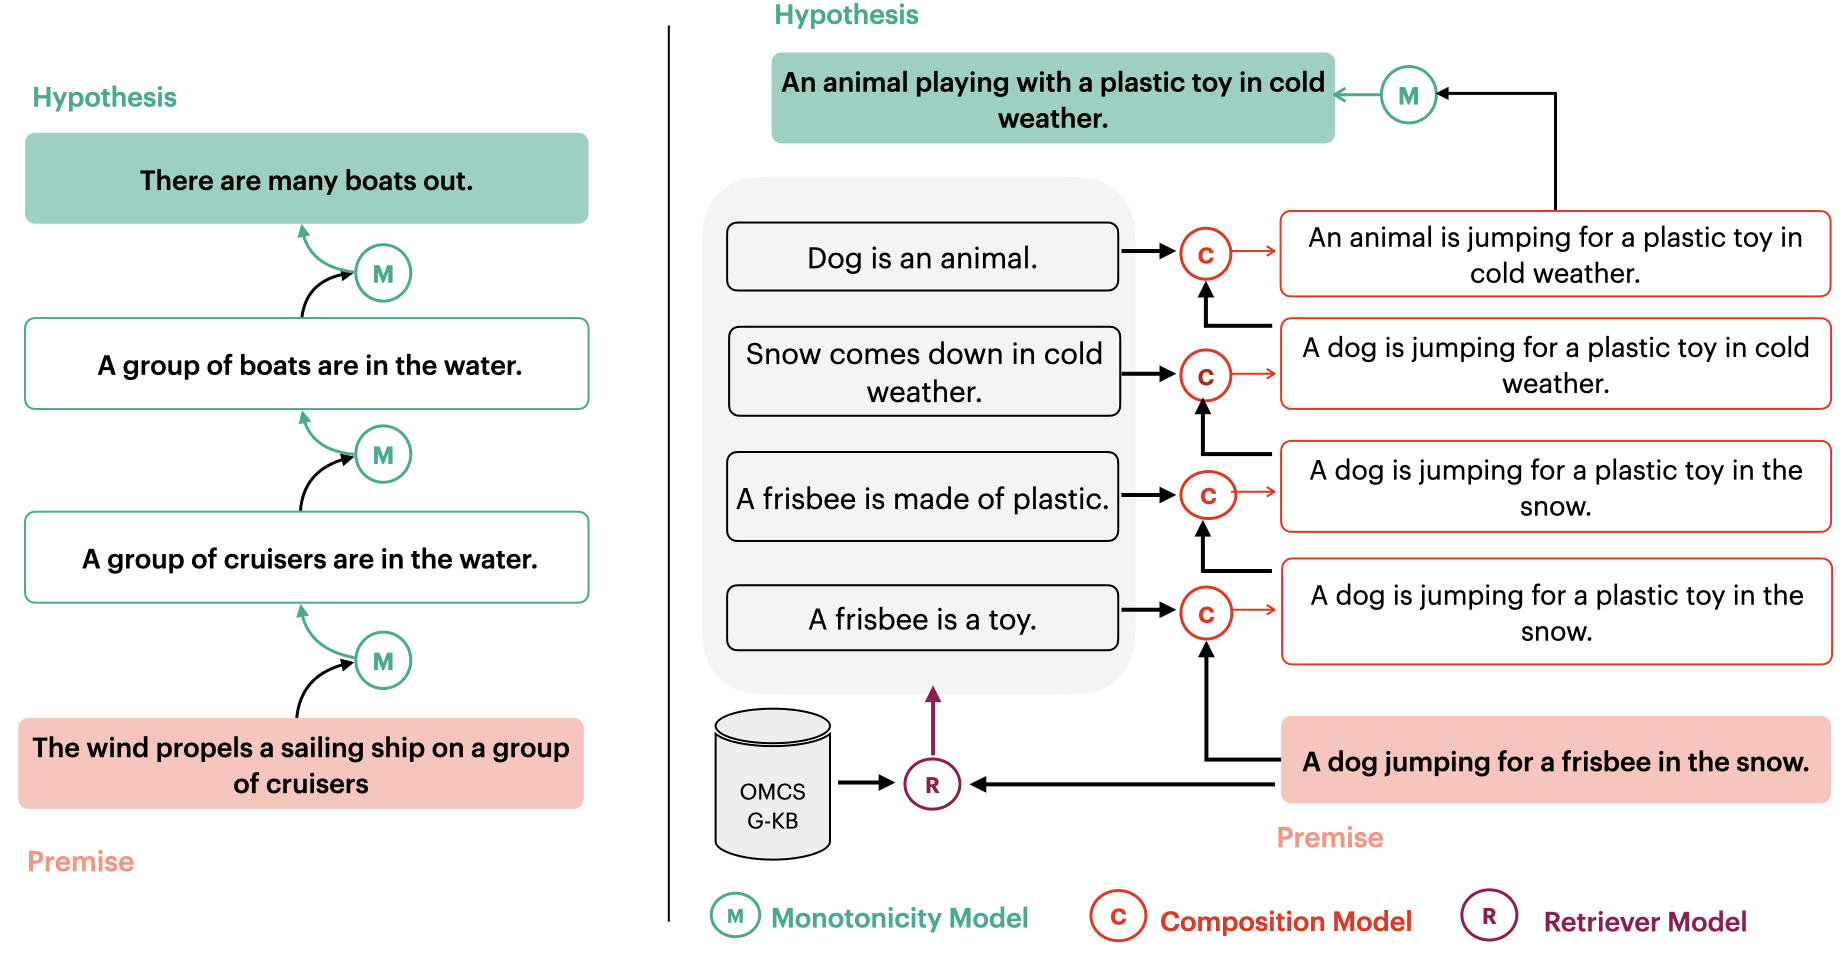 Hypothesis
There are many boats out.
M
A group of boats are in the water.
M
A group of cruisers are in the water.
M
The wind propels a sailing ship on a group
of cruisers
Premise
Hypothesis
An animal playing with a plastic toy in cold
weather.
M
Dog is an animal.
C
An animal is jumping for a plastic toy in
cold weather.
Snow comes down in cold
weather.
C
A dog is jumping for a plastic toy in cold
weather.
A frisbee is made of plastic.
C
A dog is jumping for a plastic toy in the
snow.
A frisbee is a toy.
C
A dog is jumping for a plastic toy in the
snow.
OMCS
G-KB
R
A dog jumping for a frisbee in the snow.
Premise
M Monotonicity Model
C Composition Model
R Retriever Model